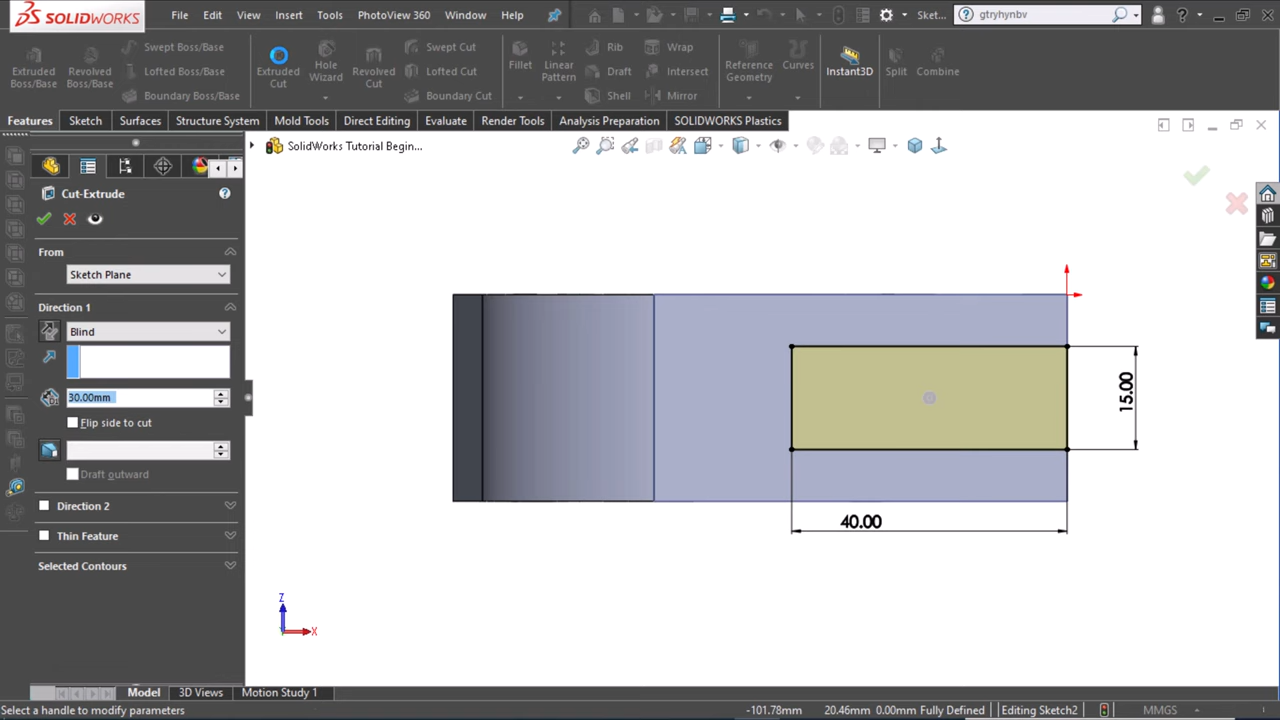 SOLIDWORKS File Edit View Insert Tools PhotoView 360 Window Help Sket... gtryhynbv ?
Extruded Boss/Base
Revolved Boss/Base
Swept Boss/Base
Lofted Boss/Base
Boundary Boss/Base
Extruded Cut
Hole Wizard
Revolved Cut
Swept Cut
Lofted Cut
Boundary Cut
Fillet
Linear Pattern
Rib
Draft
Shell
Wrap
Intersect
Mirror
Reference Geometry
Curves
Instant3D
Split
Combine
Features Sketch Surfaces Structure System Mold Tools Direct Editing Evaluate Render Tools Analysis Preparation SOLIDWORKS Plastics
SolidWorks Tutorial Begin...
Cut-Extrude
From
Sketch Plane
Direction 1
Blind
30.00mm
Flip side to cut
Draft outward
Direction 2
Thin Feature
Selected Contours
15.00
40.00
Z
X
Model 3D Views Motion Study 1
Select a handle to modify parameters -101.78mm 20.46mm 0.00mm Fully Defined Editing Sketch2 MMGS